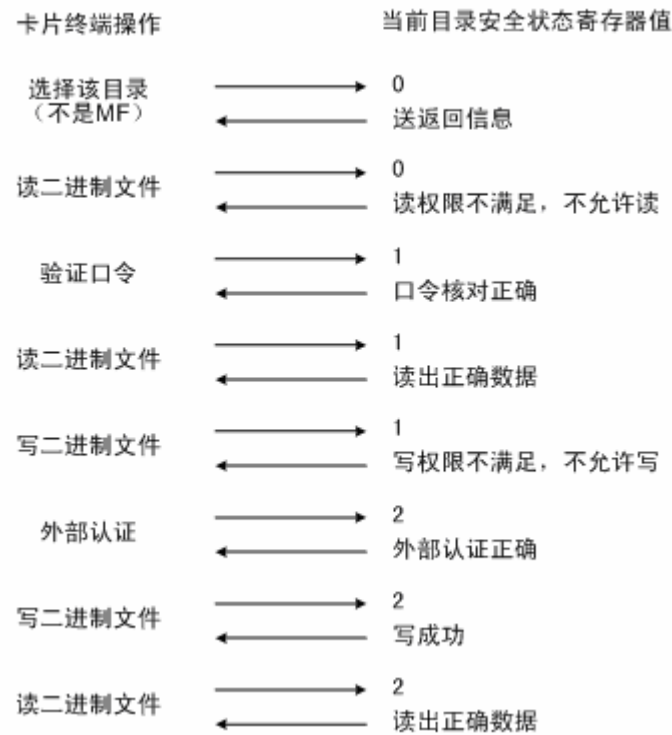 卡片终端操作 当前目录安全状态寄存器值
选择该目录 0
(不是MF) 送返回信息
读二进制文件 0
读权限不满足，不允许读
验证口令 1
口令核对正确
读二进制文件 1
读出正确数据
写二进制文件 1
写权限不满足，不允许写
外部认证 2
外部认证正确
写二进制文件 2
写成功
读二进制文件 2
读出正确数据